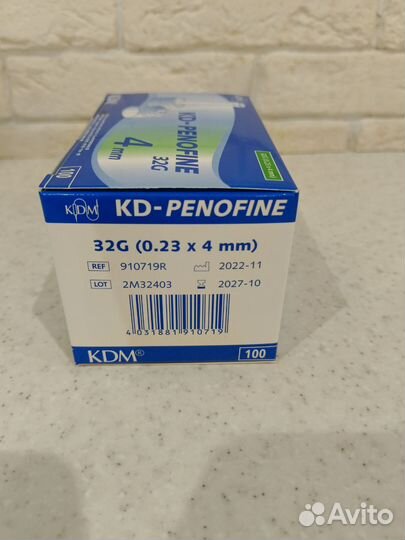 KD-PENOFINE
4 mm
32G
100
KDM
KD-PENOFINE
32G (0.23 x 4 mm)
REF 910719R 2022-11
LOT 2M32403 2027-10
4 031881 910719
KDM®
100
Avito